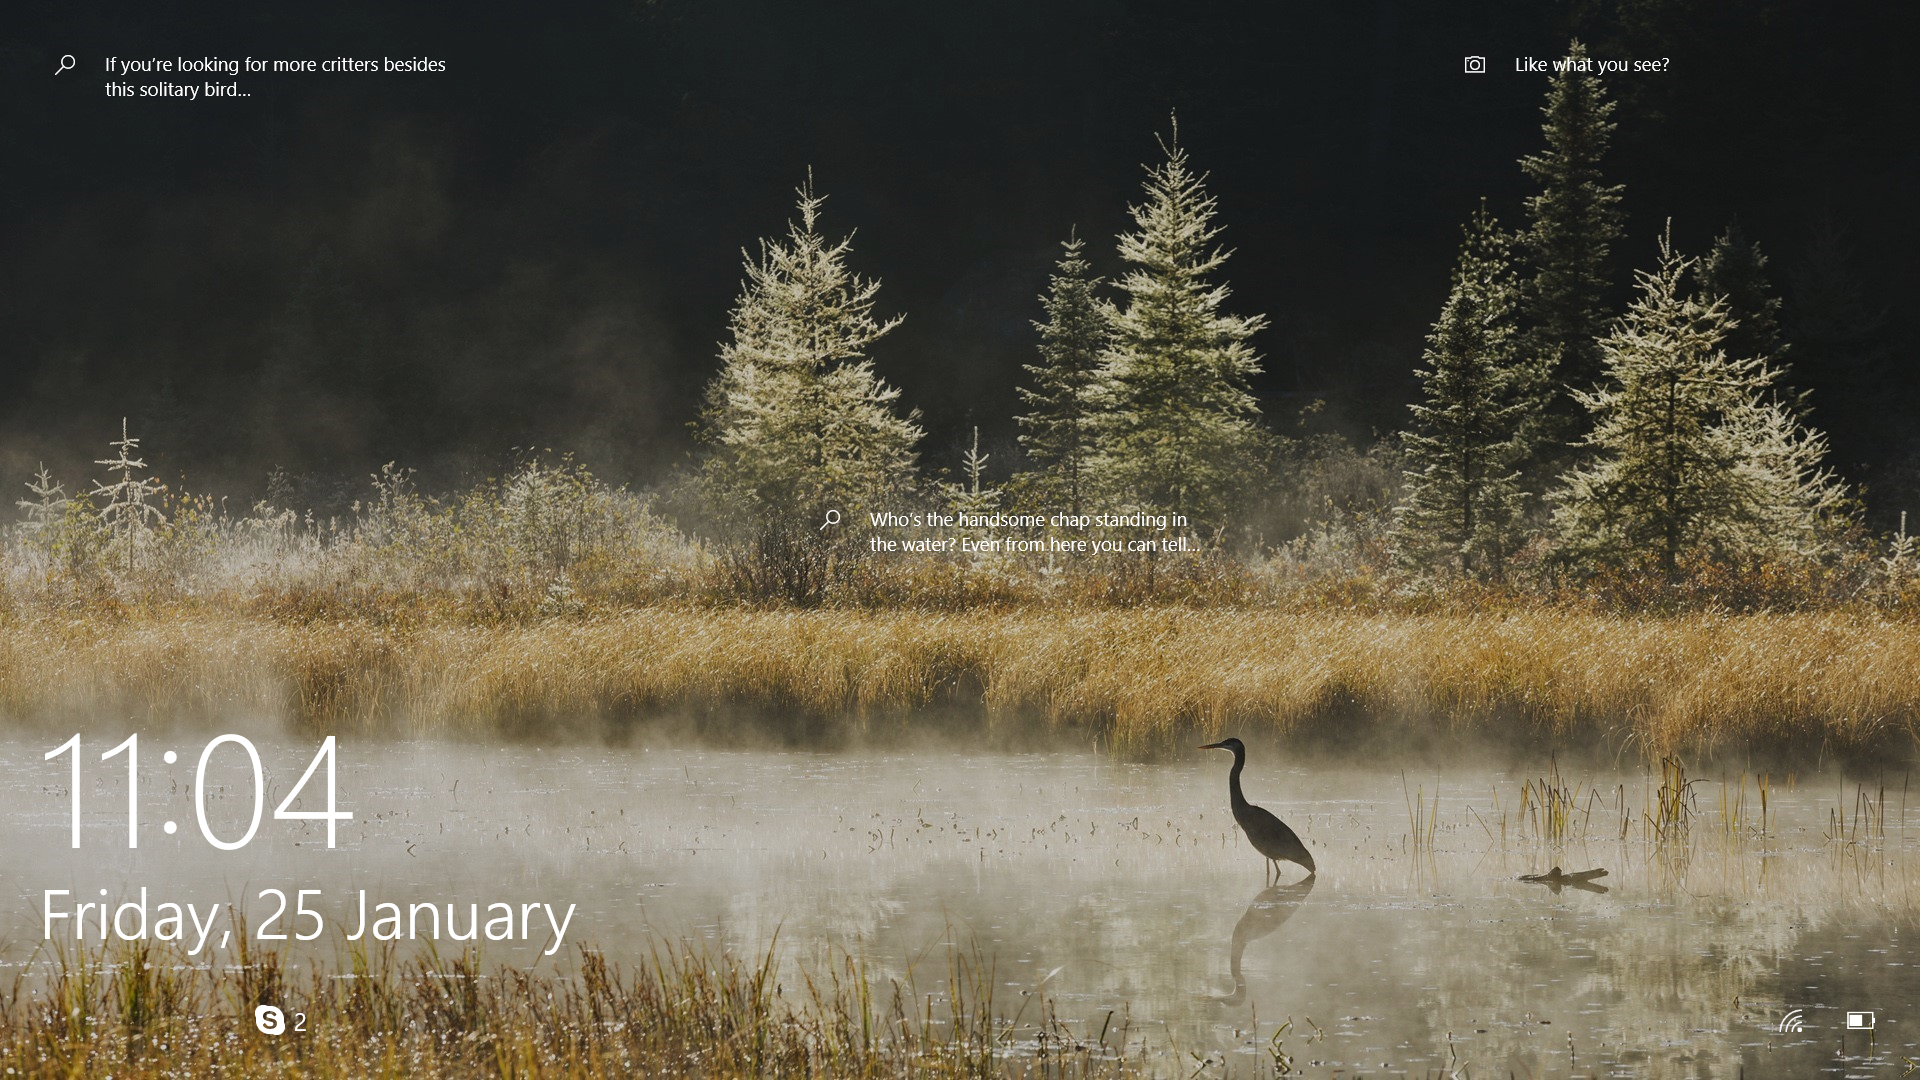 If you're looking for more critters besides
this solitary bird...
Like what you see?
Who's the handsome chap standing in
the water? Even from here you can tell...
11:04
Friday, 25 January
S 2